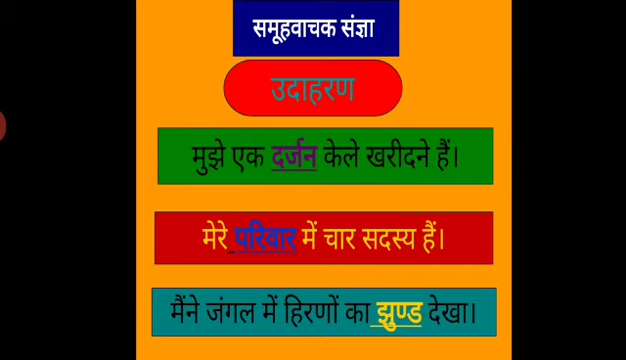 समूहवाचक संज्ञा
उदाहरण
मुझे एक दर्जन केले खरीदने हैं।
मेरे परिवार में चार सदस्य हैं।
मैंने जंगल में हिरणों का झुण्ड देखा।